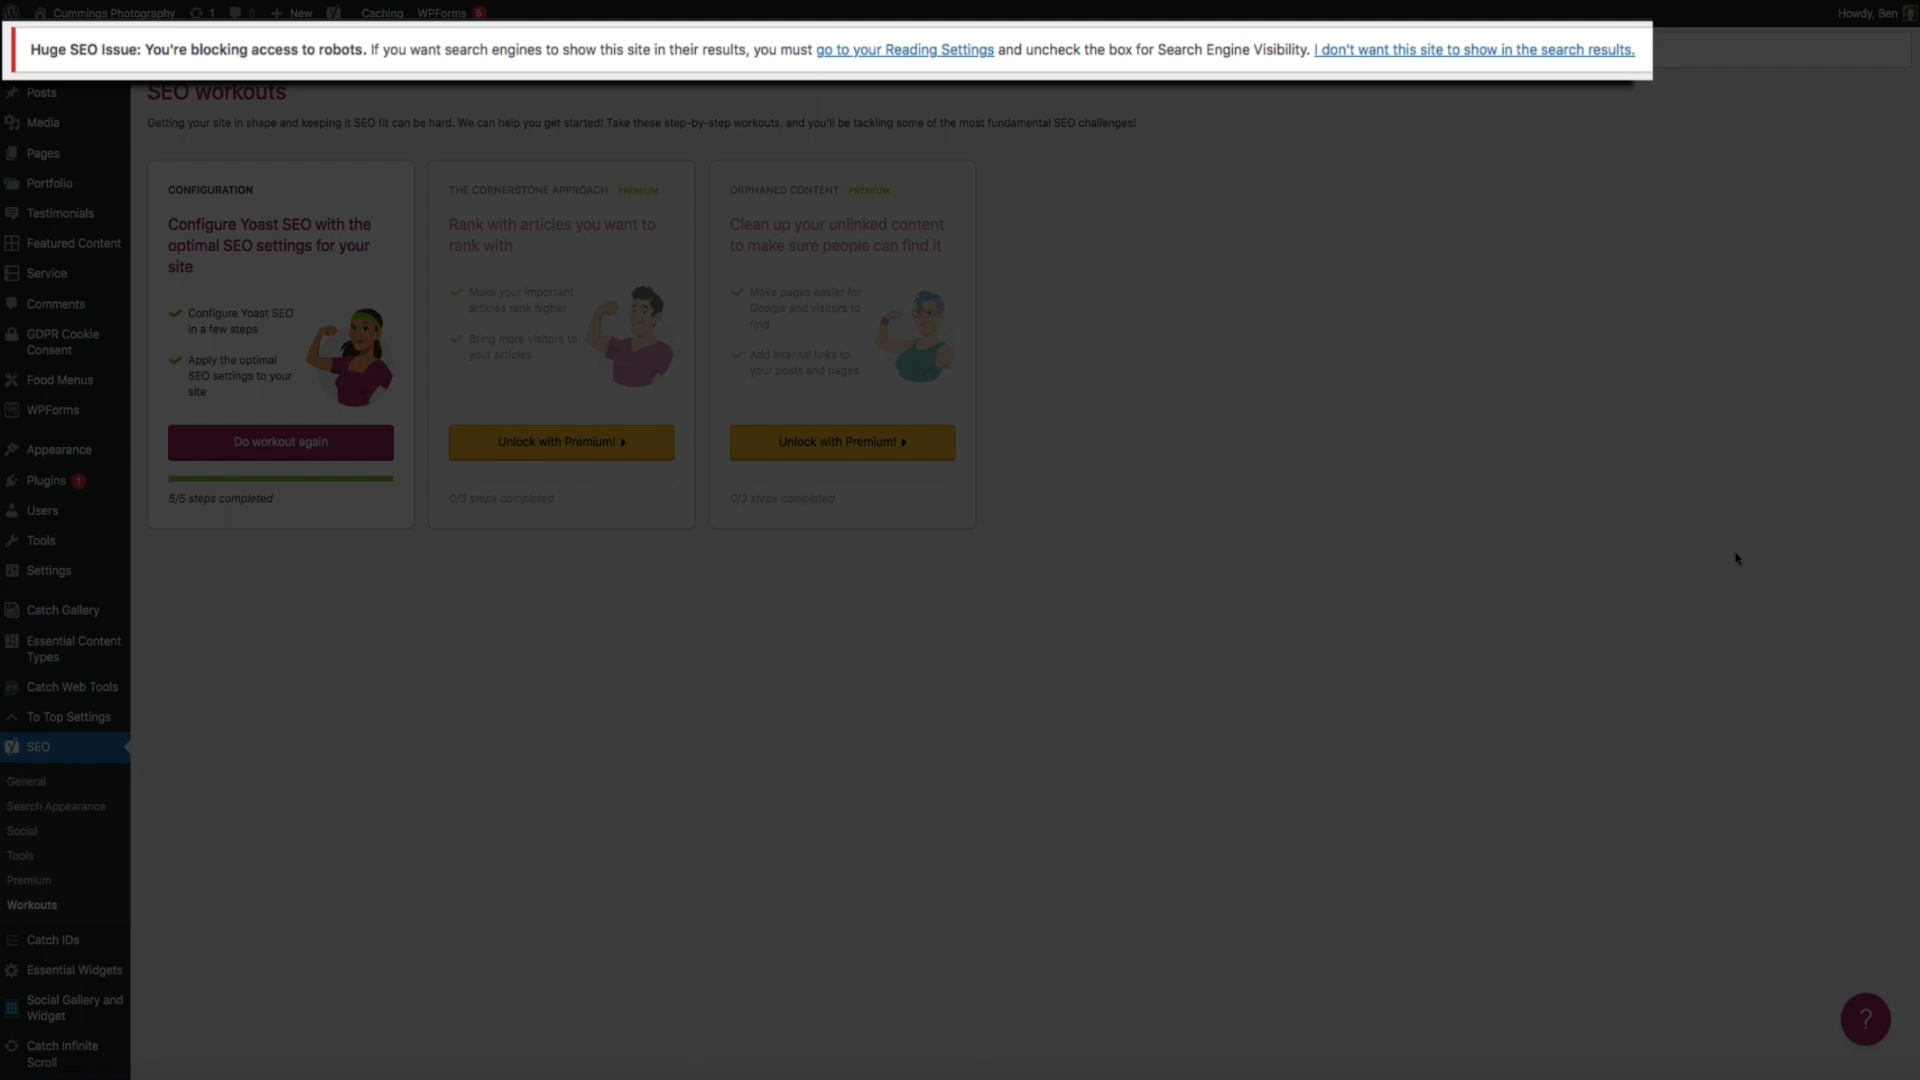 Cummings Photography 1 0 New Caching WPForms 5 Howdy, Ben
Huge SEO Issue: You're blocking access to robots. If you want search engines to show this site in their results, you must go to your Reading Settings and uncheck the box for Search Engine Visibility. I don't want this site to show in the search results.
SEO workouts
Getting your site in shape and keeping it SEO fit can be hard. We can help you get started! Take these step-by-step workouts, and you'll be tackling some of the most fundamental SEO challenges!
Posts
Media
Pages
Portfolio
Testimonials
Featured Content
Service
Comments
GDPR Cookie
Consent
Food Menus
WPForms
Appearance
Plugins 1
Users
Tools
Settings
Catch Gallery
Essential Content
Types
Catch Web Tools
To Top Settings
SEO
General
Search Appearance
Social
Tools
Premium
Workouts
Catch IDs
Essential Widgets
Social Gallery and
Widget
Catch Infinite
Scroll
CONFIGURATION
Configure Yoast SEO with the
optimal SEO settings for your
site
Configure Yoast SEO
in a few steps
Apply the optimal
SEO settings to your
site
Do workout again
5/5 steps completed
THE CORNERSTONE APPROACH PREMIUM
Rank with articles you want to
rank with
Make your important
articles rank higher
Bring more visitors to
your articles
Unlock with Premium!
0/3 steps completed
ORPHANED CONTENT PREMIUM
Clean up your unlinked content
to make sure people can find it
Make pages easier for
Google and visitors to
find
Add internal links to
your posts and pages
Unlock with Premium!
0/3 steps completed
?